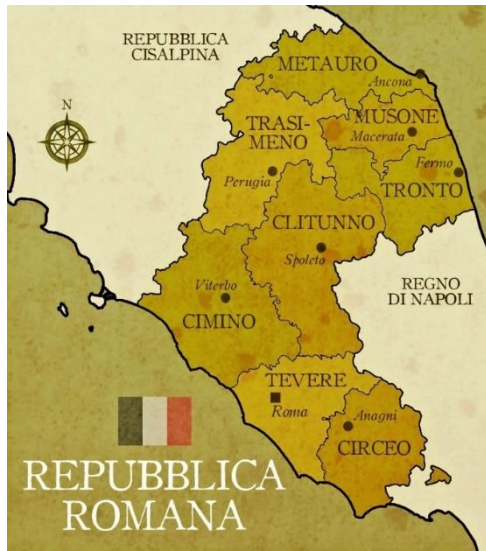 REPUBBLICA
CISALPINA
METAURO
Ancona
N
TRASI-
MENO
MUSONE
Macerata
Perugia
Fermo
TRONTO
CLITUNNO
Spoleto
REGNO
DI NAPOLI
Viterbo
CIMINO
TEVERE
Roma
Anagni
CIRCEO
REPUBBLICA
ROMANA